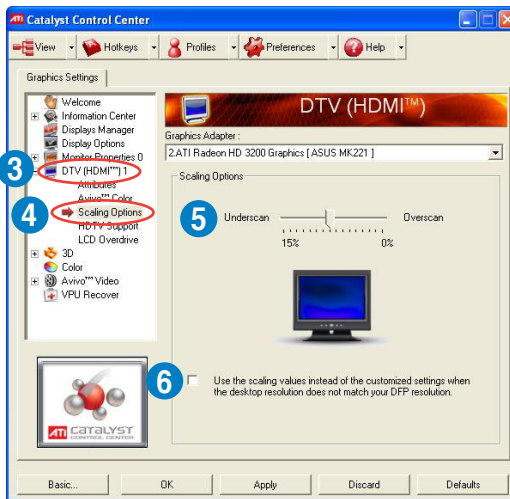 ATI Catalyst Control Center
View Hotkeys Profiles Preferences Help
Graphics Settings
Welcome
Information Center
Displays Manager
Display Options
Monitor Properties 0
3 DTV (HDMI™) 1
Attributes
Avivo™ Color
4 Scaling Options
HDTV Support
LCD Overdrive
3D
Color
Avivo™ Video
VPU Recover
ATI CATALYST
CONTROL CENTER
DTV (HDMI™)
Graphics Adapter :
2.ATI Radeon HD 3200 Graphics [ ASUS MK221 ]
Scaling Options
5 Underscan Overscan
15% 0%
6 Use the scaling values instead of the customized settings when
the desktop resolution does not match your DFP resolution.
Basic... OK Apply Discard Defaults